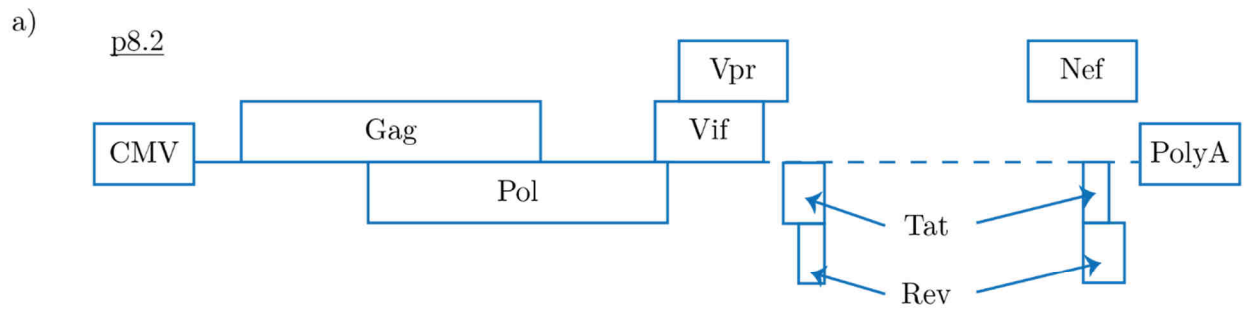 a)
p8.2
Vpr
Nef
Gag
Vif
CMV
PolyA
Pol
Tat
Rev